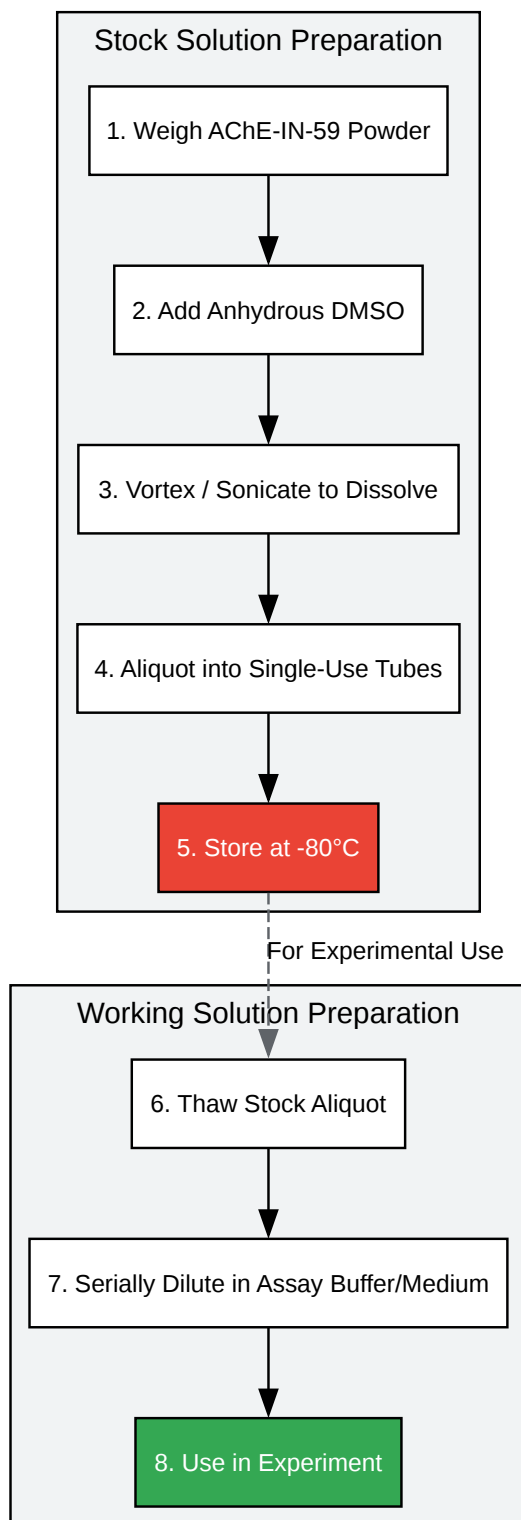 Stock Solution Preparation
1. Weigh AChE-IN-59 Powder
2. Add Anhydrous DMSO
3. Vortex / Sonicate to Dissolve
4. Aliquot into Single-Use Tubes
5. Store at -80°C
For Experimental Use
Working Solution Preparation
6. Thaw Stock Aliquot
7. Serially Dilute in Assay Buffer/Medium
8. Use in Experiment